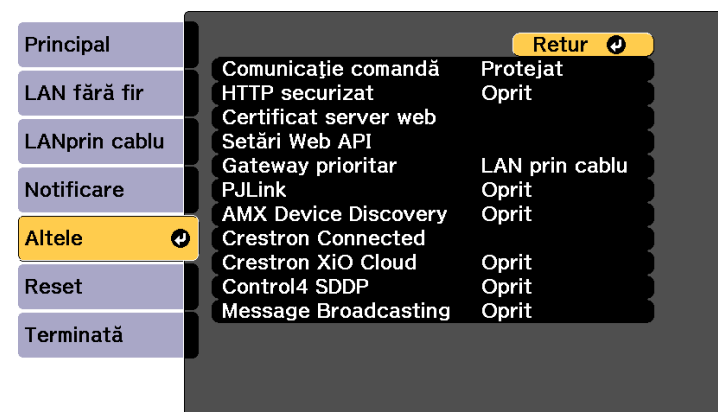 Principal
LAN fără fir
LANprin cablu
Notificare
Altele
Reset
Terminată
Retur
Comunicaţie comandă Protejat
HTTP securizat Oprit
Certificat server web
Setări Web API
Gateway prioritar LAN prin cablu
PJLink Oprit
AMX Device Discovery Oprit
Crestron Connected
Crestron XiO Cloud Oprit
Control4 SDDP Oprit
Message Broadcasting Oprit